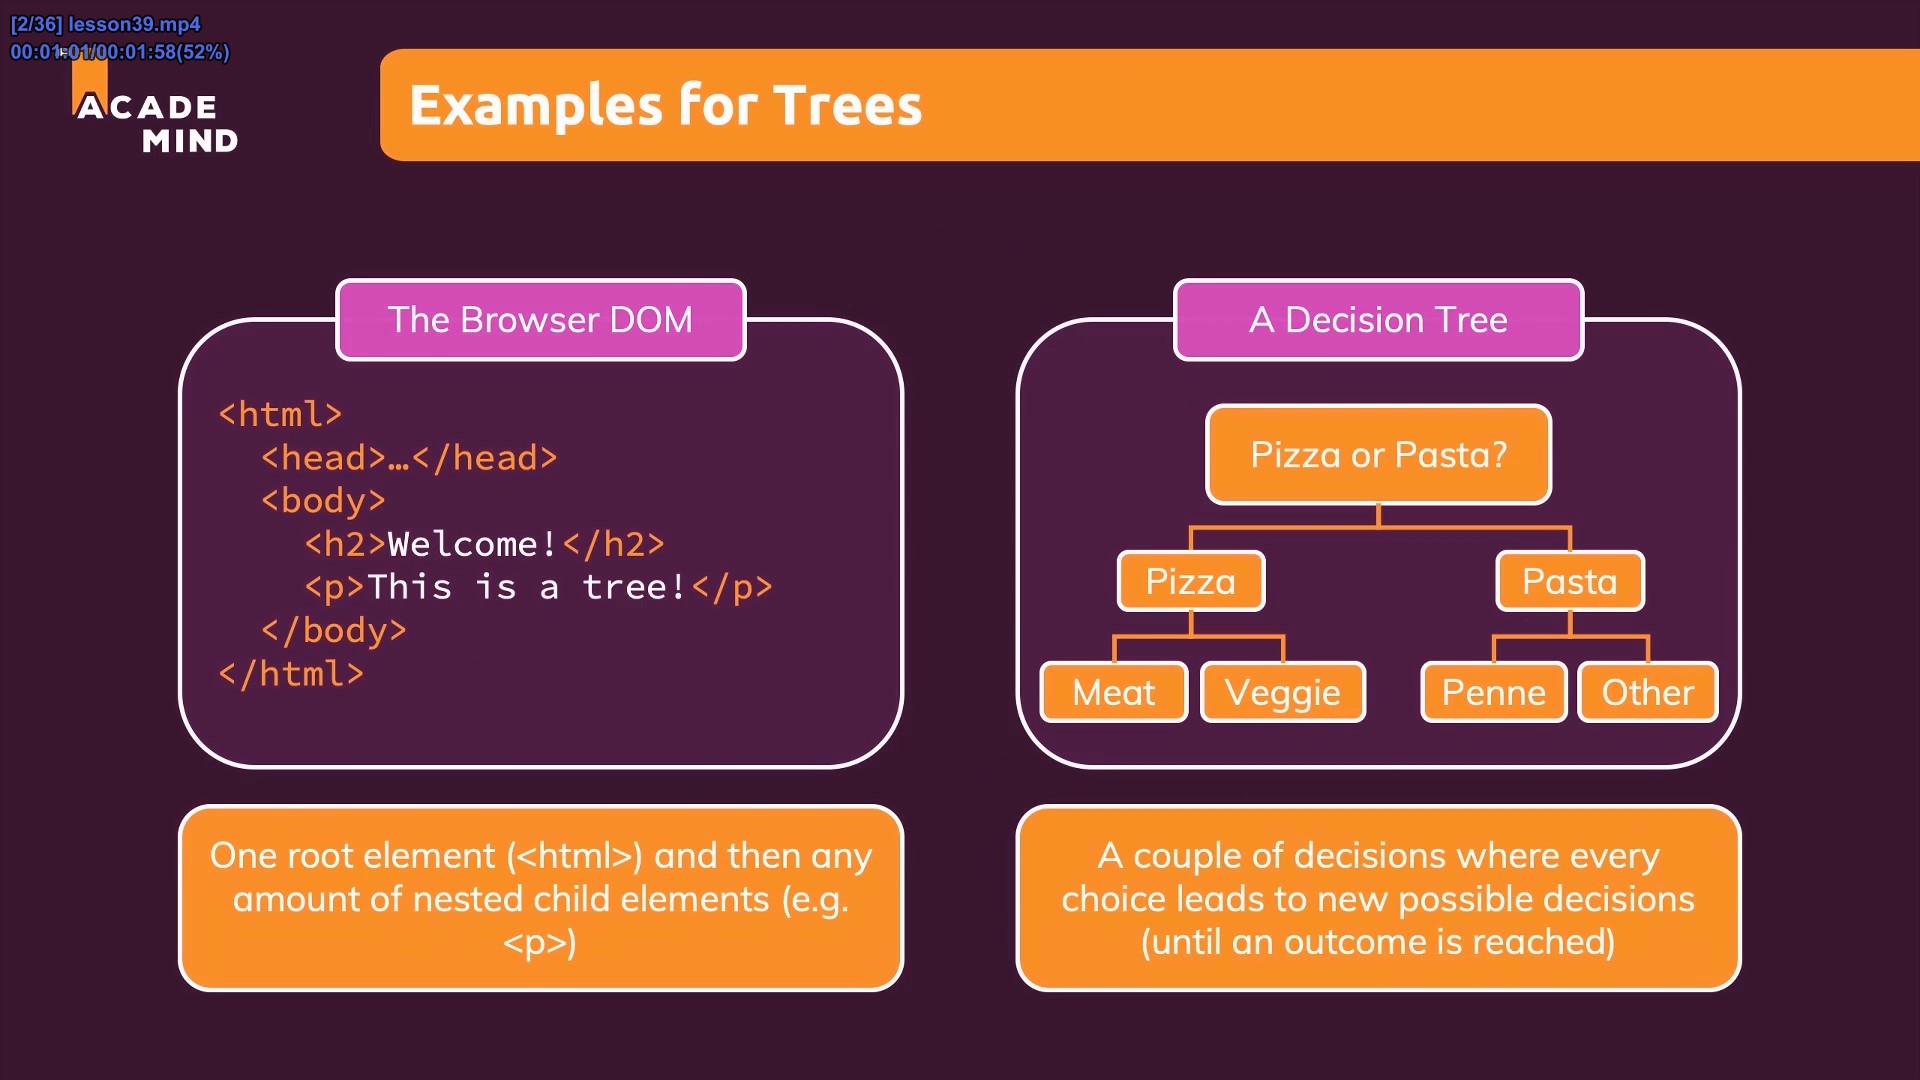 [2/36] lesson39.mp4
00:01:01/00:01:58(52%)
ACADE
MIND
Examples for Trees
The Browser DOM
<html>
<head>…</head>
<body>
<h2>Welcome!</h2>
<p>This is a tree!</p>
</body>
</html>
One root element (<html>) and then any
amount of nested child elements (e.g.
<p>)
A Decision Tree
Pizza or Pasta?
Pizza
Pasta
Meat
Veggie
Penne
Other
A couple of decisions where every
choice leads to new possible decisions
(until an outcome is reached)